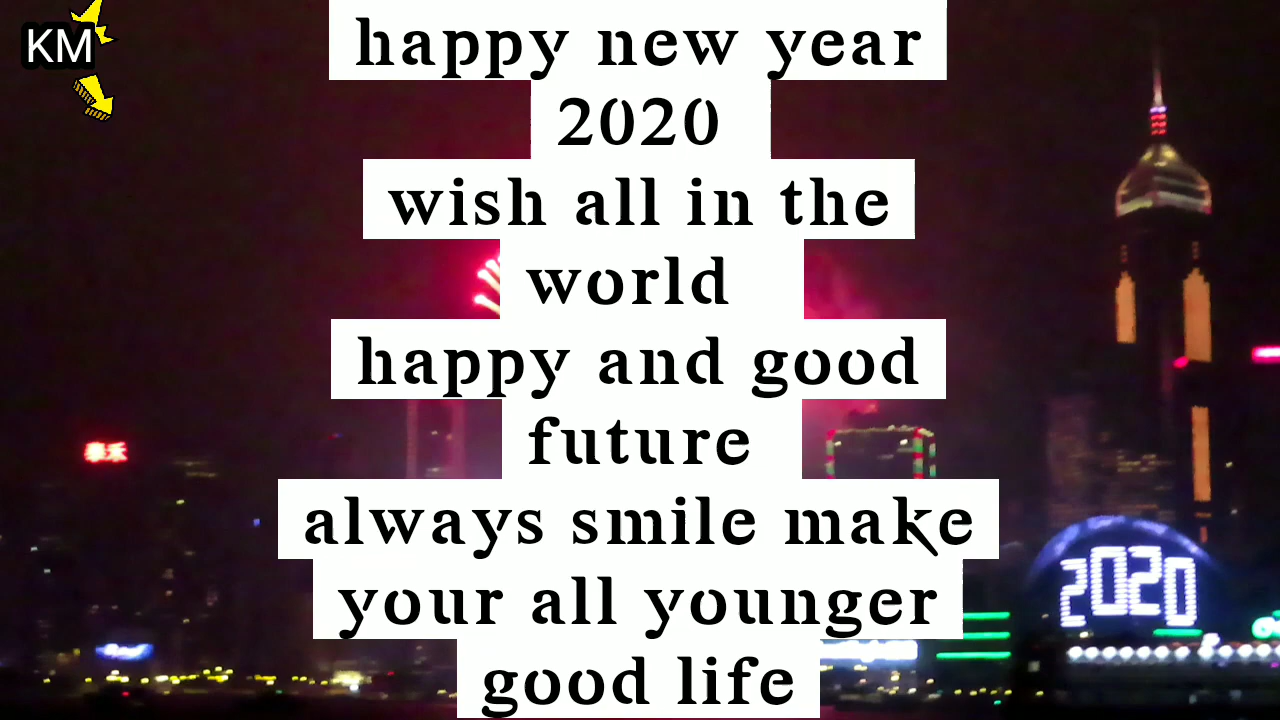 KM
happy new year
2020
wish all in the
world
happy and good
future
always smile make
your all younger
good life
2020